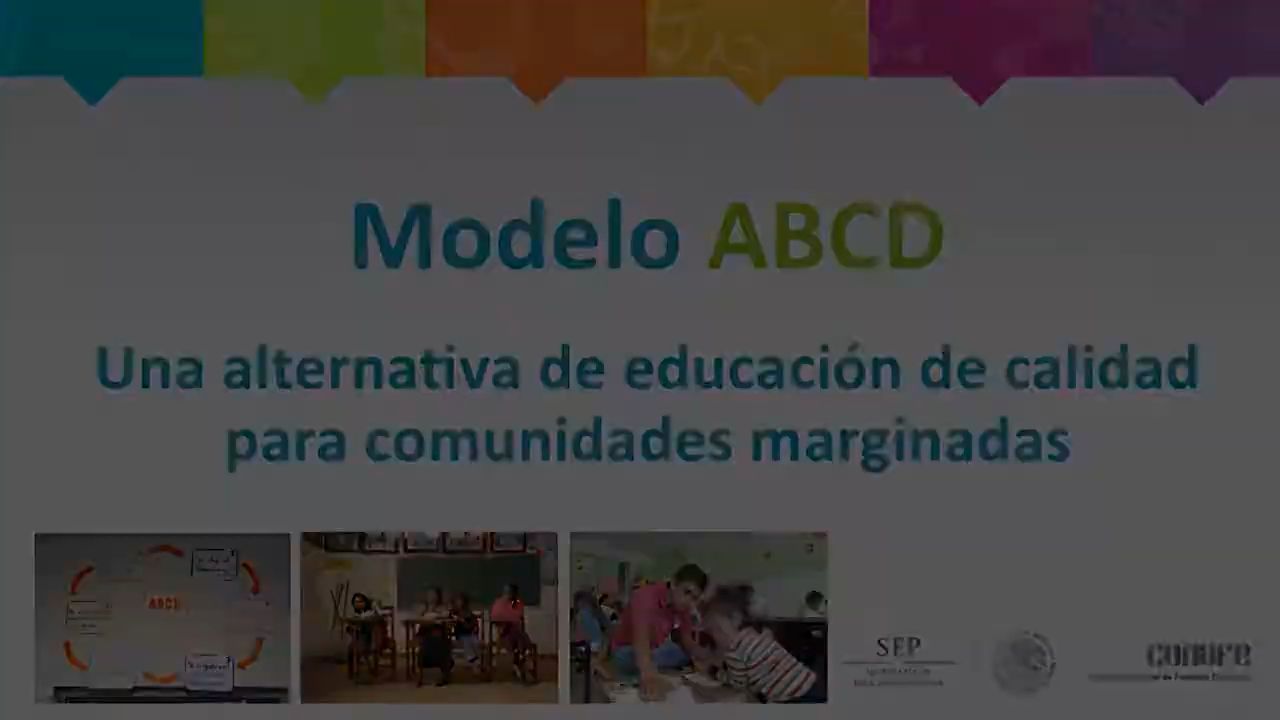 Modelo ABCD
Una alternativa de educación de calidad
para comunidades marginadas
ABCD
SEP
conafe